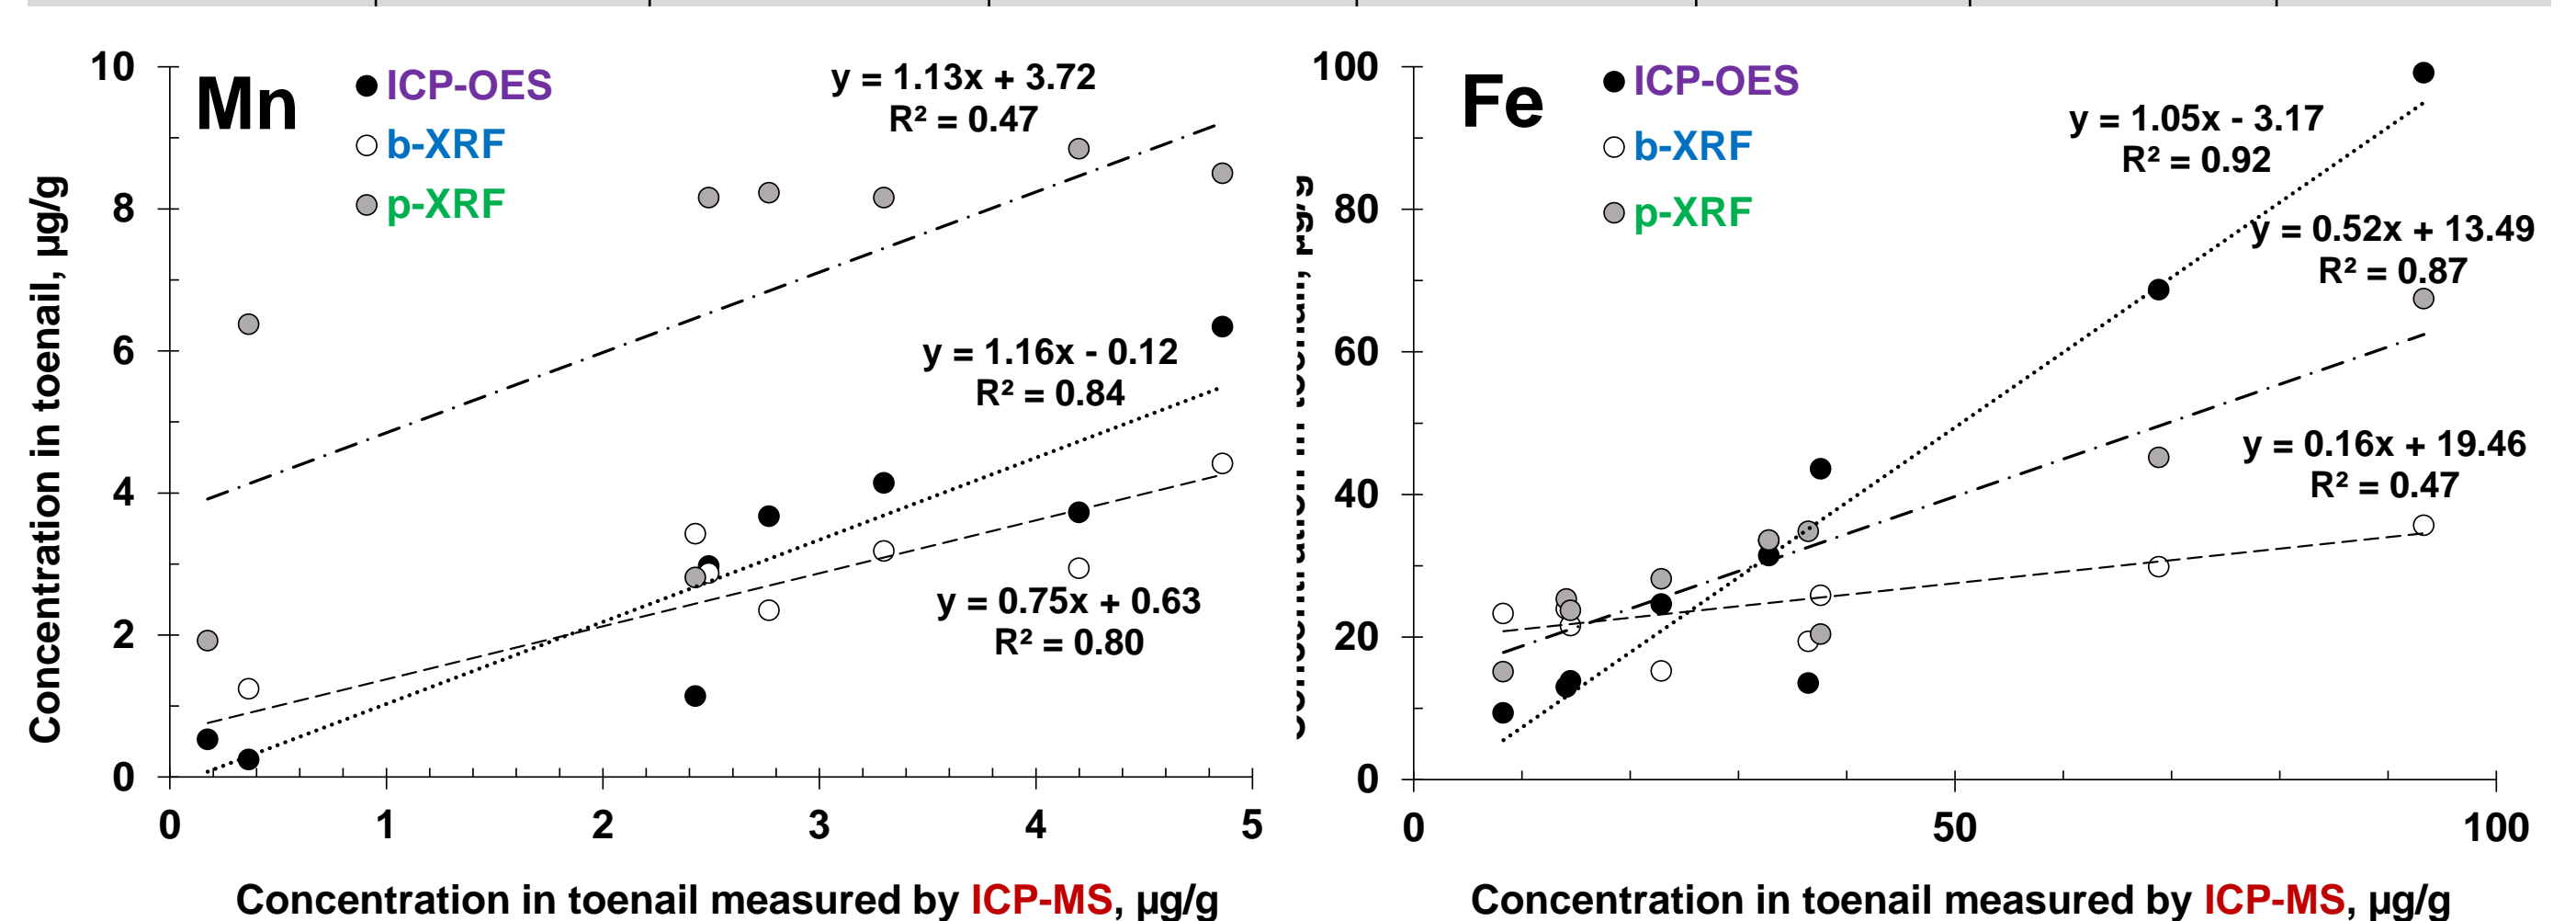 Mn
ICP-OES
b-XRF
p-XRF
y = 1.13x + 3.72
R² = 0.47
y = 1.16x - 0.12
R² = 0.84
y = 0.75x + 0.63
R² = 0.80
10
8
6
4
2
0
0 1 2 3 4 5
Concentration in toenail, µg/g
Concentration in toenail measured by ICP-MS, µg/g
Fe
ICP-OES
b-XRF
p-XRF
y = 1.05x - 3.17
R² = 0.92
y = 0.52x + 13.49
R² = 0.87
y = 0.16x + 19.46
R² = 0.47
100
80
60
40
20
0
0 50 100
Concentration in toenail measured by ICP-MS, µg/g